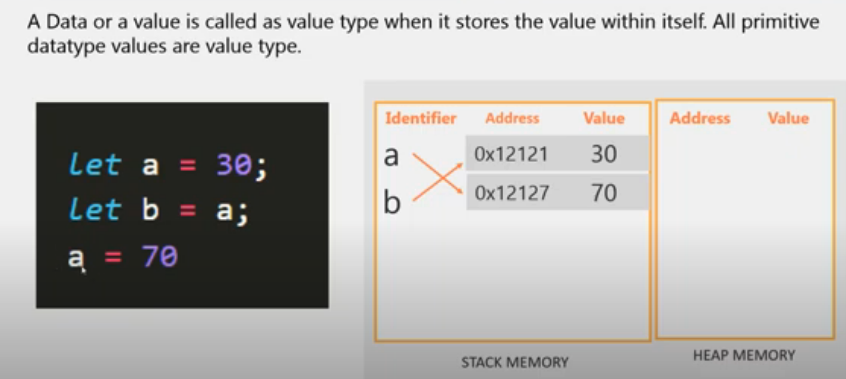 A Data or a value is called as value type when it stores the value within itself. All primitive
datatype values are value type.
let a = 30;
let b = a;
a = 70
Identifier Address Value
a 0x12121 30
b 0x12127 70
STACK MEMORY
Address Value
HEAP MEMORY